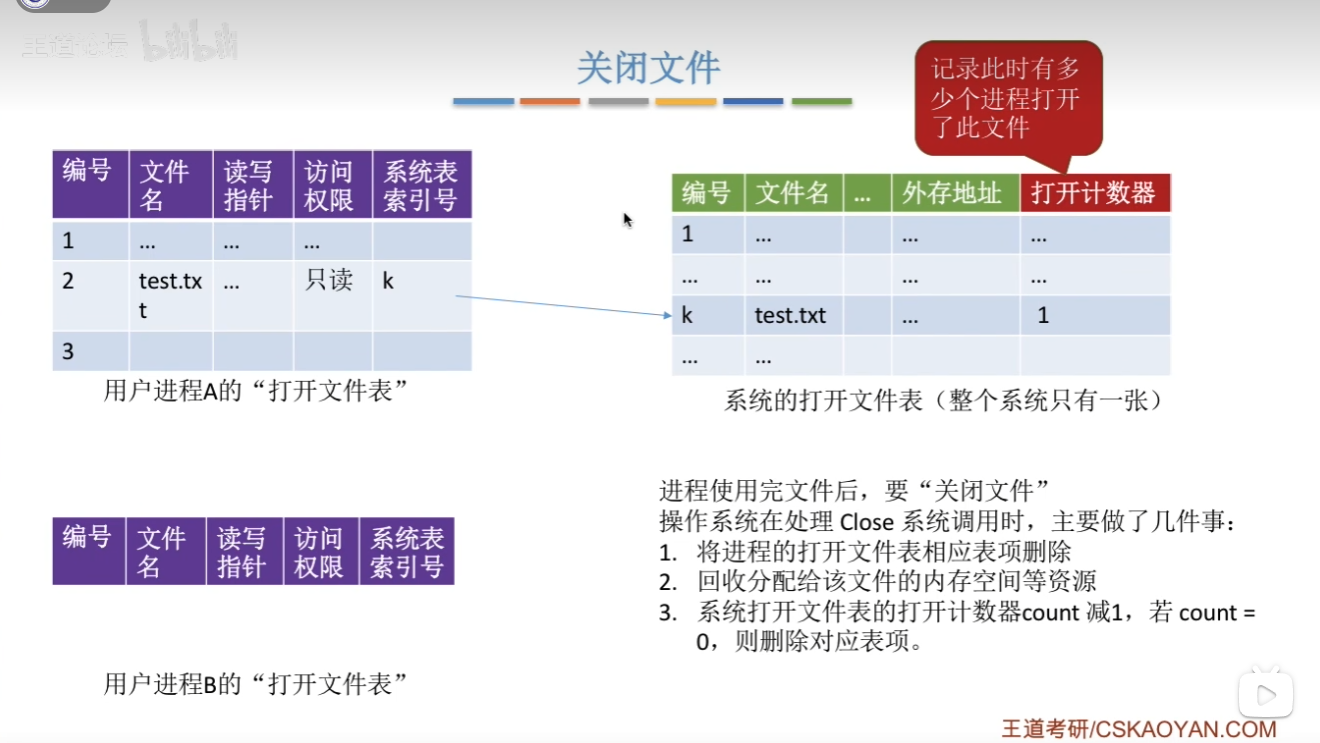 王道论坛 bilibili
关闭文件
记录此时有多
少个进程打开
了此文件
编号 文件名 读写指针 访问权限 系统表索引号
1 ... ... ...
2 test.txt ... 只读 k
3
用户进程A的“打开文件表”
编号 文件名 ... 外存地址 打开计数器
1 ... ... ...
... ... ... ...
k test.txt ... 1
... ...
系统的打开文件表（整个系统只有一张）
编号 文件名 读写指针 访问权限 系统表索引号
用户进程B的“打开文件表”
进程使用完文件后，要“关闭文件”
操作系统在处理 Close 系统调用时，主要做了几件事：
1. 将进程的打开文件表相应表项删除
2. 回收分配给该文件的内存空间等资源
3. 系统打开文件表的打开计数器count 减1，若 count =
0，则删除对应表项。
王道考研/CSKAOYAN.COM